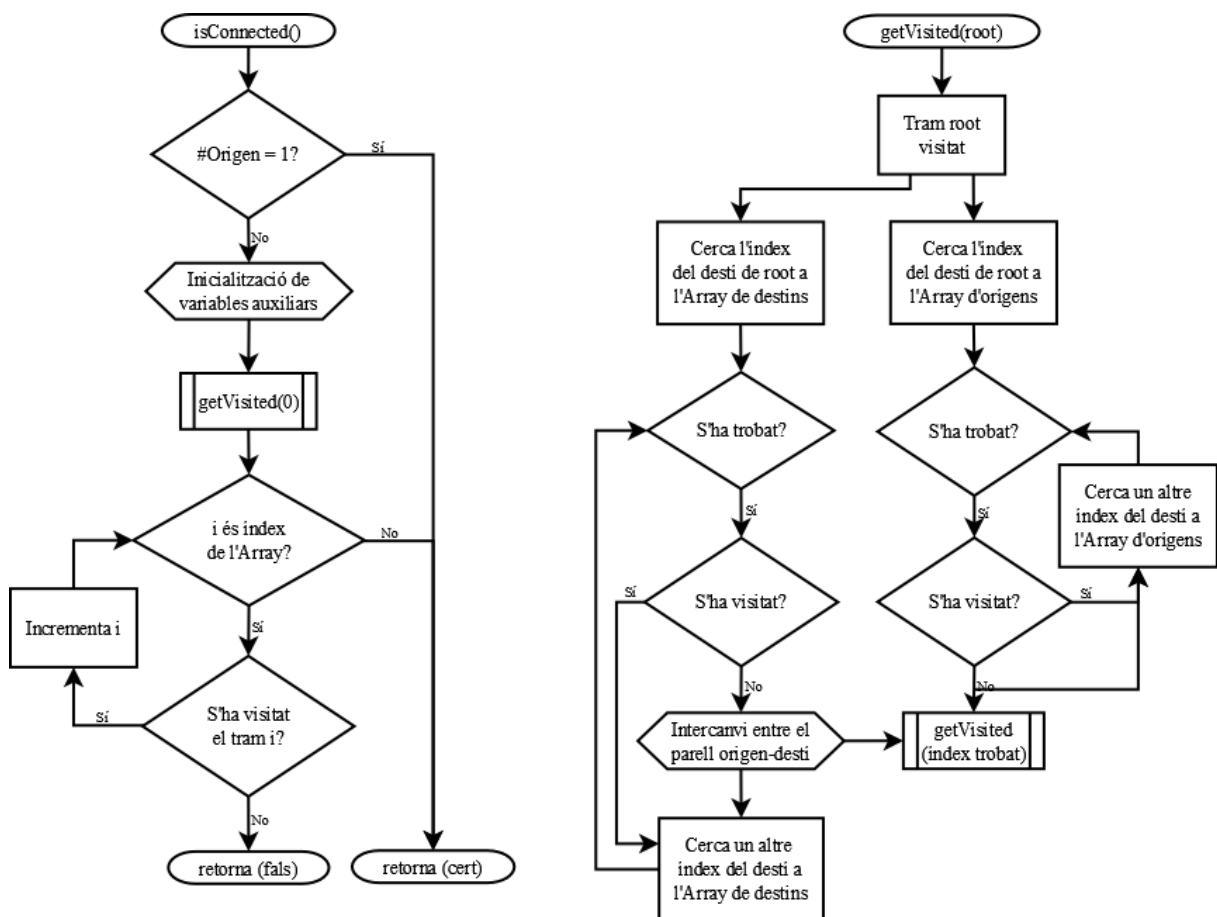 isConnected()
#Origen = 1?
Sí
No
Inicialització de
variables auxiliars
getVisited(0)
i és index
de l'Array?
No
Sí
Incrementa i
S'ha visitat
el tram i?
Sí
No
retorna (fals)
retorna (cert)
getVisited(root)
Tram root
visitat
Cerca l'index
del desti de root a
l'Array de destins
Cerca l'index
del desti de root a
l'Array d'origens
S'ha trobat?
S'ha trobat?
Cerca un altre
index del desti a
l'Array d'origens
Sí
Sí
S'ha visitat?
Sí
S'ha visitat?
Sí
No
No
Intercanvi entre el
parell origen-desti
getVisited
(index trobat)
Cerca un altre
index del desti a
l'Array de destins